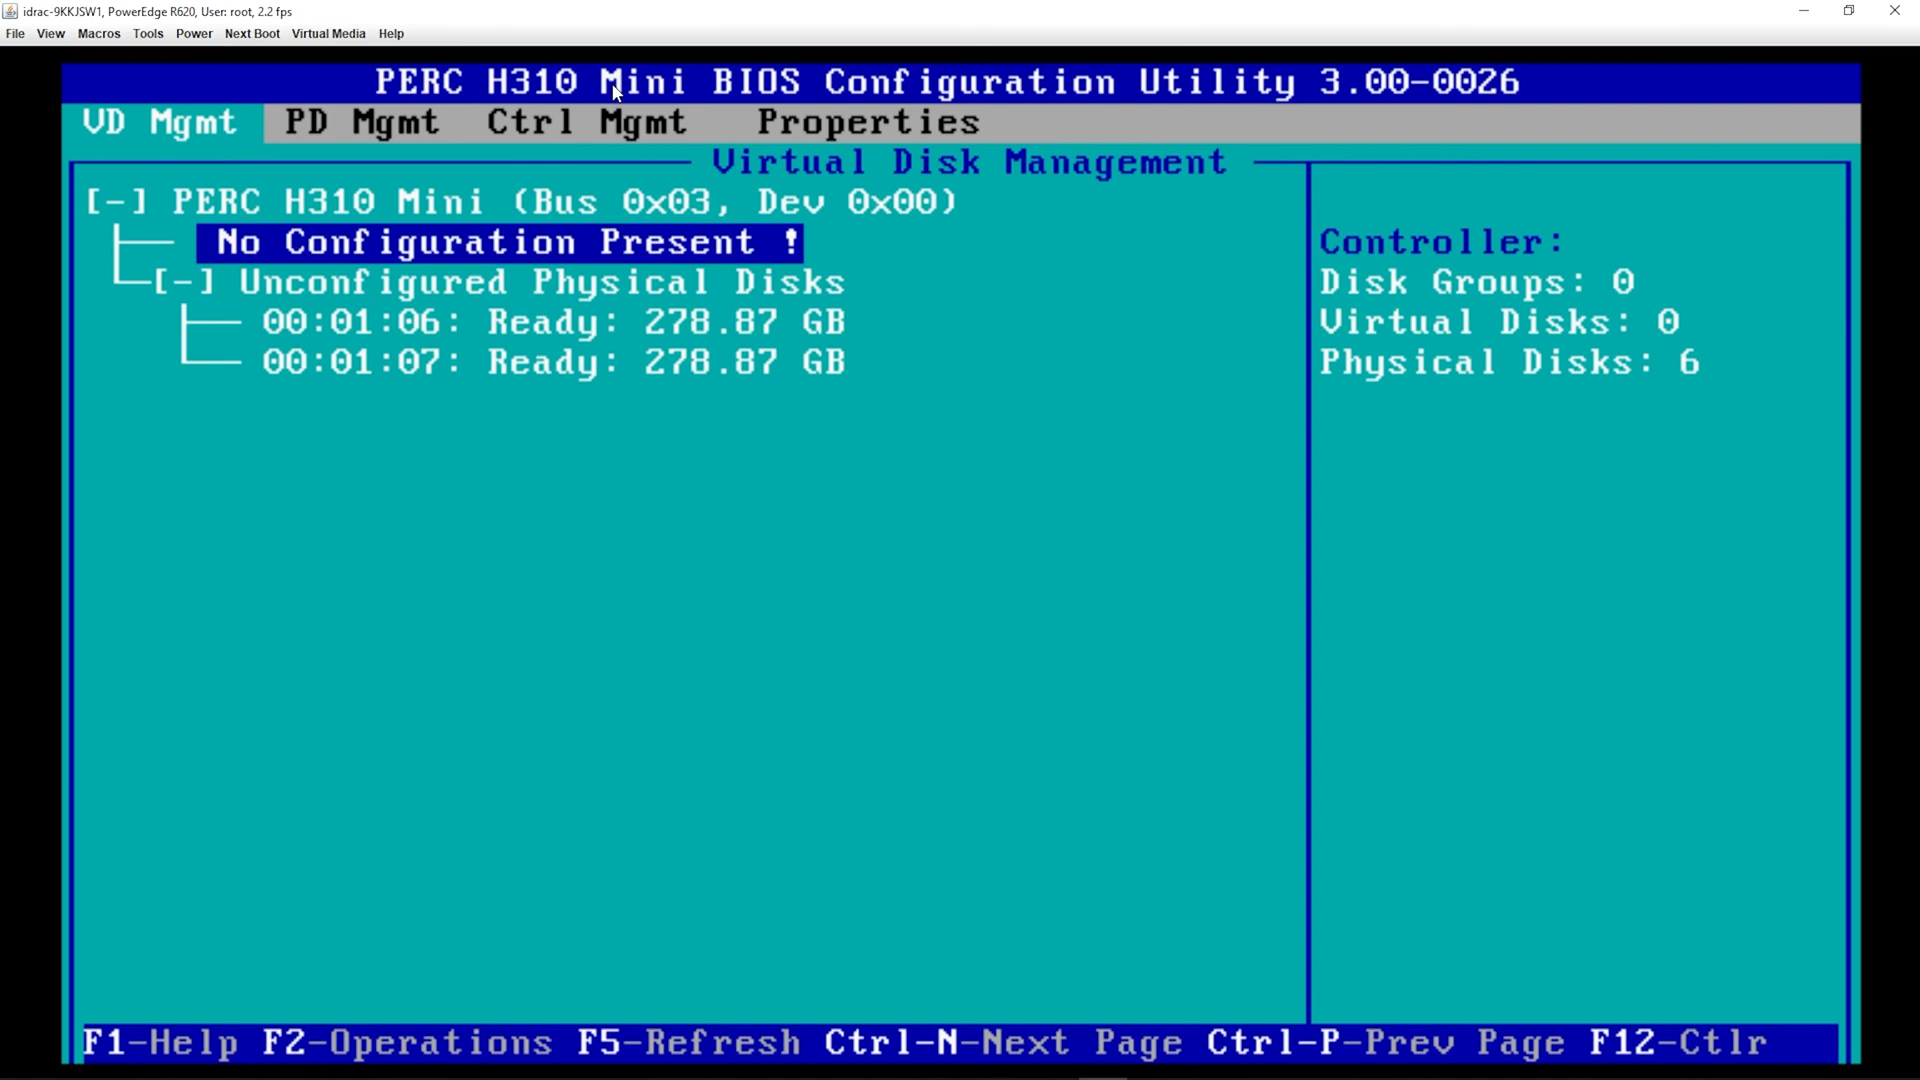 idrac-9KKJSW1, PowerEdge R620, User: root, 2.2 fps
File View Macros Tools Power Next Boot Virtual Media Help
PERC H310 Mini BIOS Configuration Utility 3.00-0026
VD Mgmt PD Mgmt Ctrl Mgmt Properties
Virtual Disk Management
[-] PERC H310 Mini (Bus 0x03, Dev 0x00)
No Configuration Present !
[-] Unconfigured Physical Disks
00:01:06: Ready: 278.87 GB
00:01:07: Ready: 278.87 GB
Controller:
Disk Groups: 0
Virtual Disks: 0
Physical Disks: 6
F1-Help F2-Operations F5-Refresh Ctrl-N-Next Page Ctrl-P-Prev Page F12-Ctlr